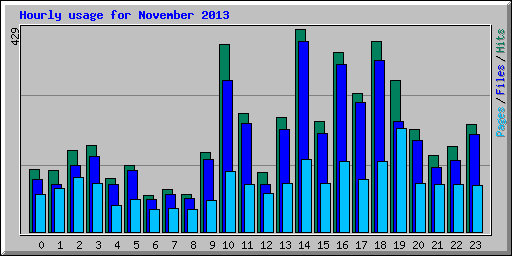 Hourly usage for November 2013
429
Pages / Files / Hits
0 1 2 3 4 5 6 7 8 9 10 11 12 13 14 15 16 17 18 19 20 21 22 23